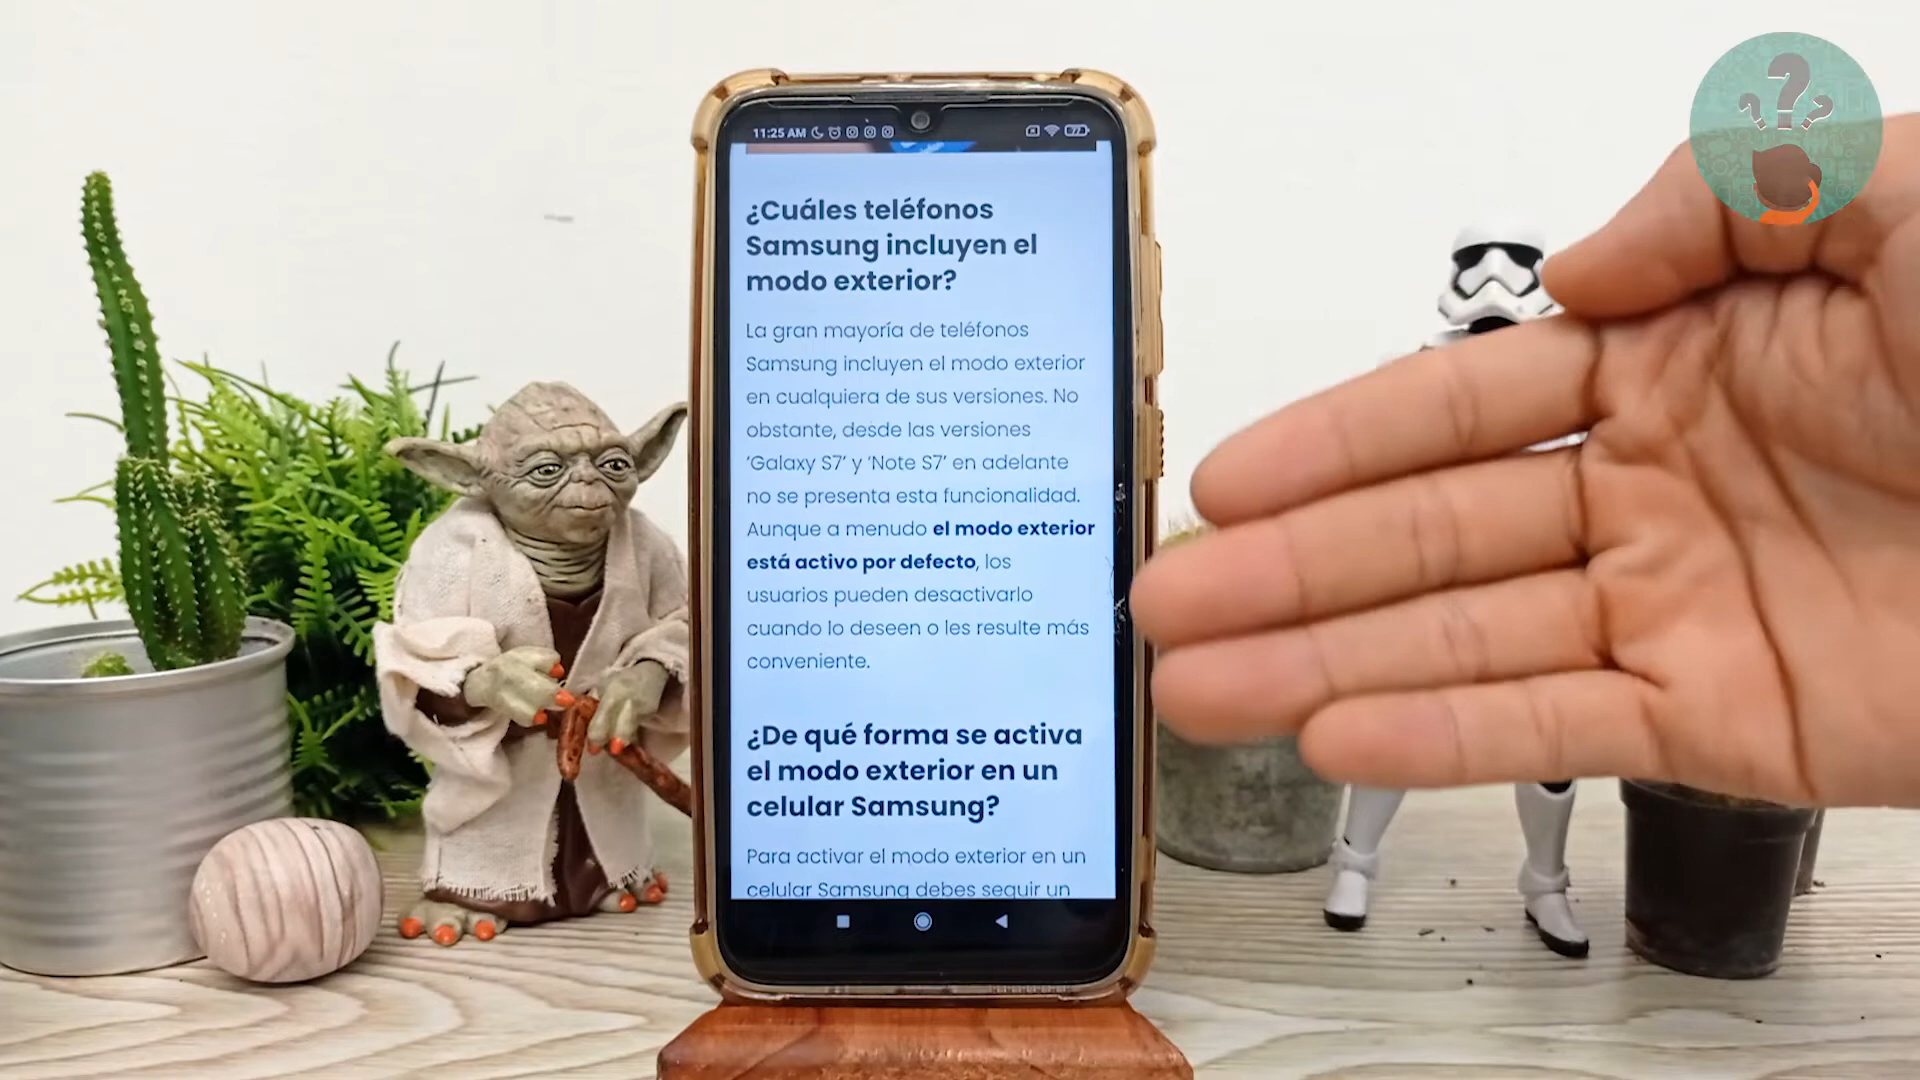 11:25 AM
77
¿Cuáles teléfonos
Samsung incluyen el
modo exterior?
La gran mayoría de teléfonos
Samsung incluyen el modo exterior
en cualquiera de sus versiones. No
obstante, desde las versiones
‘Galaxy S7’ y ‘Note S7’ en adelante
no se presenta esta funcionalidad.
Aunque a menudo el modo exterior
está activo por defecto, los
usuarios pueden desactivarlo
cuando lo deseen o les resulte más
conveniente.
¿De qué forma se activa
el modo exterior en un
celular Samsung?
Para activar el modo exterior en un
celular Samsung debes seguir un
???